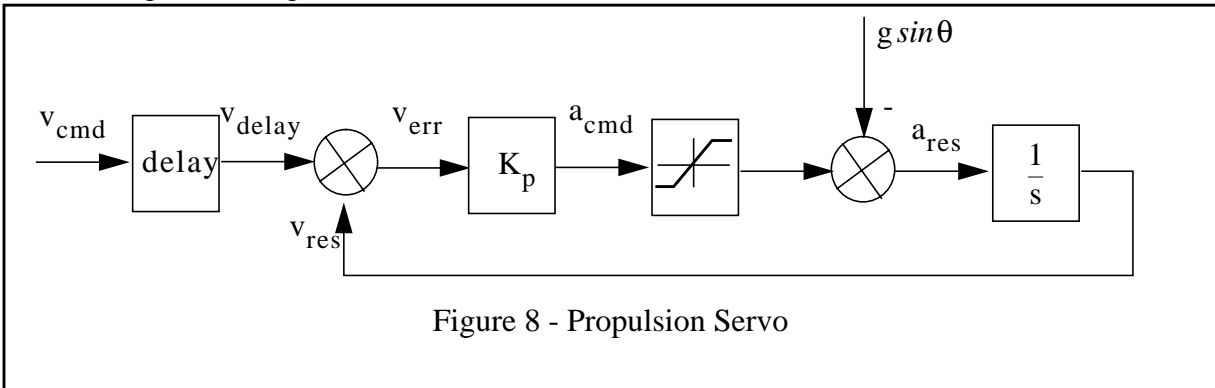 g sinθ
v_cmd
v_delay
v_err
a_cmd
-
a_res
delay
K_p
1
s
v_res
Figure 8 - Propulsion Servo